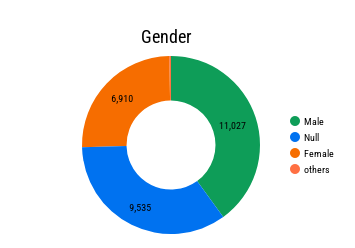 Gender
6,910
11,027
9,535
Male
Null
Female
others